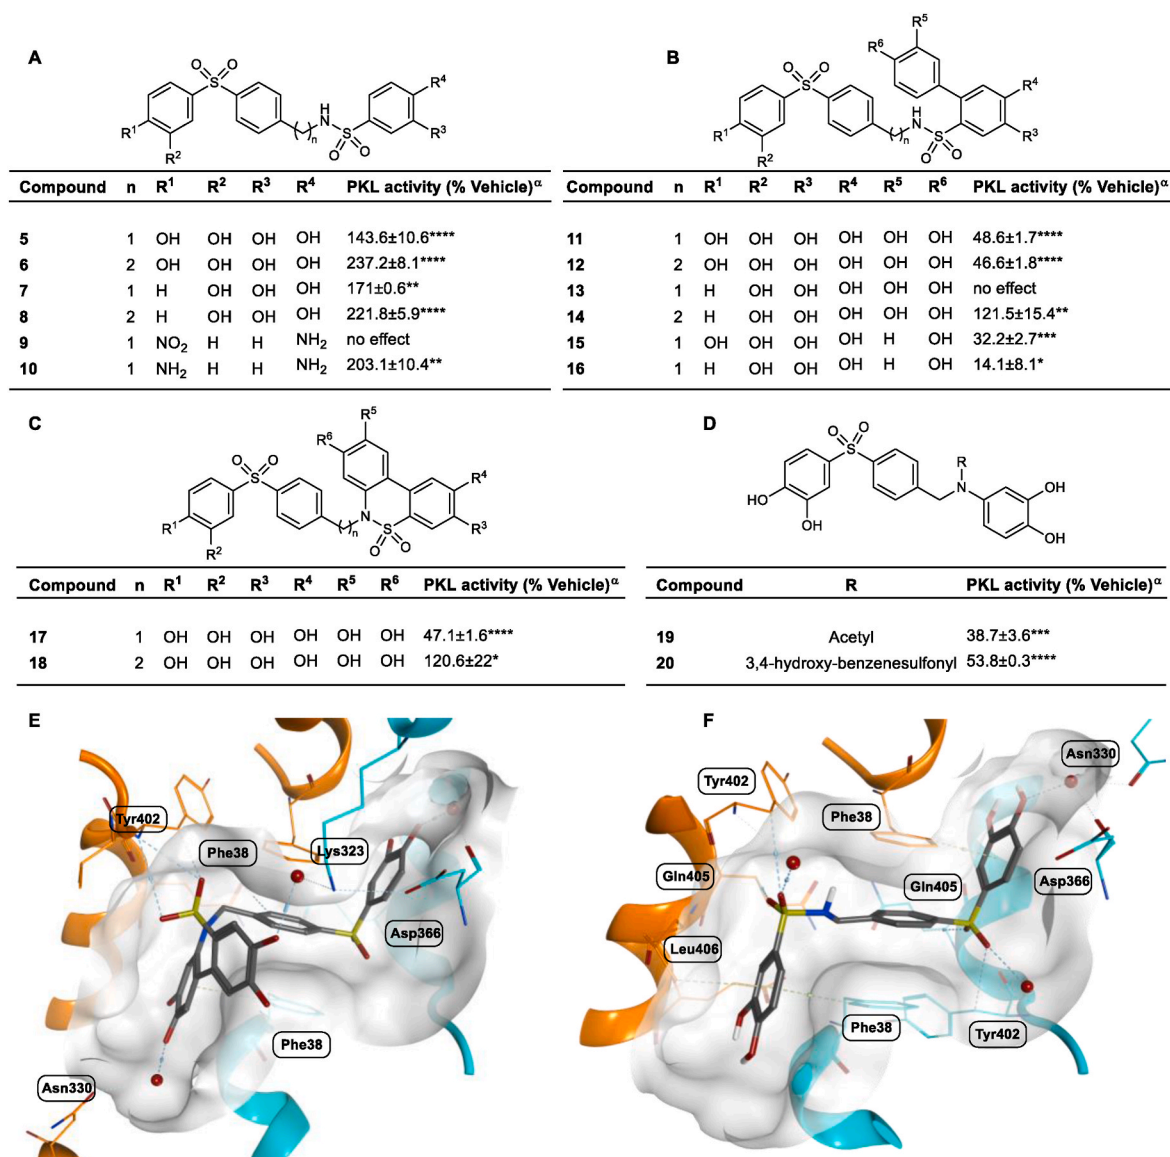 A
O O
S
R¹
R²
( )n
H
N
S
O O
R⁴
R³
Compound n R¹ R² R³ R⁴ PKL activity (% Vehicle)α
5 1 OH OH OH OH 143.6±10.6****
6 2 OH OH OH OH 237.2±8.1****
7 1 H OH OH OH 171±0.6**
8 2 H OH OH OH 221.8±5.9****
9 1 NO₂ H H NH₂ no effect
10 1 NH₂ H H NH₂ 203.1±10.4**
B
R⁵
R⁶
O O
S
R¹
R²
( )n
H
N
S
O O
R⁴
R³
Compound n R¹ R² R³ R⁴ R⁵ R⁶ PKL activity (% Vehicle)α
11 1 OH OH OH OH OH OH 48.6±1.7****
12 2 OH OH OH OH OH OH 46.6±1.8****
13 1 H OH OH OH OH OH no effect
14 2 H OH OH OH OH OH 121.5±15.4**
15 1 OH OH OH OH H OH 32.2±2.7***
16 1 H OH OH OH H OH 14.1±8.1*
C
R⁵
R⁶
O O
S
R¹
R²
( )n
N
S
O O
R⁴
R³
Compound n R¹ R² R³ R⁴ R⁵ R⁶ PKL activity (% Vehicle)α
17 1 OH OH OH OH OH OH 47.1±1.6****
18 2 OH OH OH OH OH OH 120.6±22*
D
O O
S
HO
OH
R
N
OH
OH
Compound R PKL activity (% Vehicle)α
19 Acetyl 38.7±3.6***
20 3,4-hydroxy-benzenesulfonyl 53.8±0.3****
E
Tyr402
Phe38
Lys323
Asp366
Phe38
Asn330
F
Asn330
Tyr402
Phe38
Gln405
Gln405
Asp366
Leu406
Phe38
Tyr402